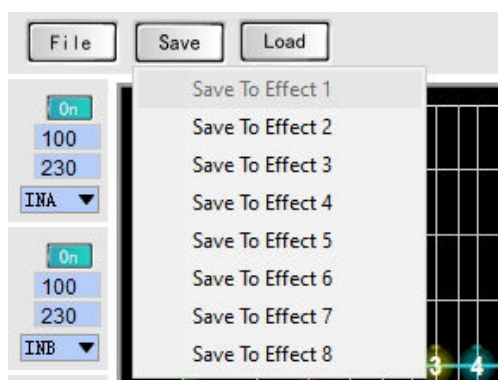 File Save Load
Save To Effect 1
Save To Effect 2
Save To Effect 3
Save To Effect 4
Save To Effect 5
Save To Effect 6
Save To Effect 7
Save To Effect 8
On
100
230
INA
On
100
230
INB
3 4